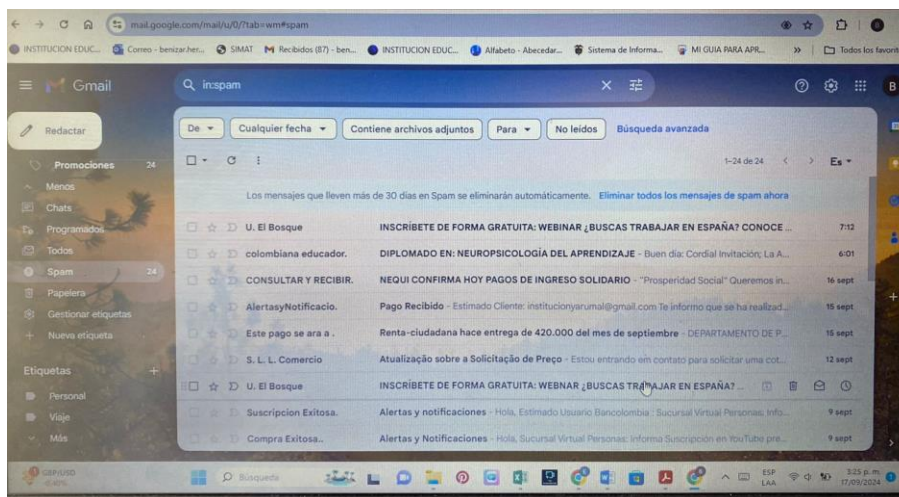 mail.google.com/mail/u/0/?tab=wm#spam
INSTITUCION EDUC... Correo - benizar.her... SIMAT Recibidos (87) - ben... INSTITUCION EDUC... Alfabeto - Abecedar... Sistema de Informa... MI GUIA PARA APR... » Todos los favorit
Gmail
in:spam
B
Redactar
De Cualquier fecha Contiene archivos adjuntos Para No leídos Búsqueda avanzada
Promociones 24
1–24 de 24 Es
Menos
Los mensajes que lleven más de 30 días en Spam se eliminarán automáticamente. Eliminar todos los mensajes de spam ahora
Chats
Programados
U. El Bosque INSCRÍBETE DE FORMA GRATUITA: WEBINAR ¿BUSCAS TRABAJAR EN ESPAÑA? CONOCE ... 7:12
Todos
colombiana educador. DIPLOMADO EN: NEUROPSICOLOGÍA DEL APRENDIZAJE - Buen día: Cordial Invitación; La A... 6:01
Spam 24
CONSULTAR Y RECIBIR. NEQUI CONFIRMA HOY PAGOS DE INGRESO SOLIDARIO - "Prosperidad Social" Queremos in... 16 sept
Papelera
AlertasyNotificacio. Pago Recibido - Estimado Cliente: institucionyarumal@gmail.com Te informo que se ha realizad... 15 sept
Gestionar etiquetas
Nueva etiqueta
Este pago se ara a . Renta-ciudadana hace entrega de 420.000 del mes de septiembre - DEPARTAMENTO DE P... 15 sept
S. L. L. Comercio Atualização sobre a Solicitação de Preço - Estou entrando em contato para solicitar uma cot... 12 sept
Etiquetas
U. El Bosque INSCRÍBETE DE FORMA GRATUITA: WEBNAR ¿BUSCAS TRABAJAR EN ESPAÑA? ...
Personal
Suscripcion Exitosa. Alertas y notificaciones - Hola, Estimado Usuario Bancolombia : Sucursal Virtual Personas: Info... 9 sept
Viaje
Compra Exitosa.. Alertas y Notificaciones - Hola, Sucursal Virtual Personas: Informa Suscripción en YouTube pre... 9 sept
Más
GBP/USD
Búsqueda
ESP
LAA
3:25 p. m.
17/09/2024